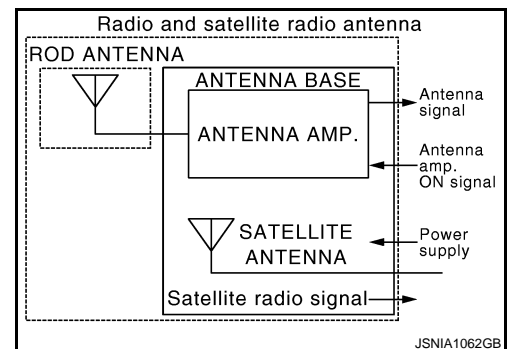 Radio and satellite radio antenna
ROD ANTENNA
ANTENNA BASE
ANTENNA AMP.
Antenna
signal
Antenna
amp.
ON signal
SATELLITE
ANTENNA
Power
supply
Satellite radio signal
JSNIA1062GB